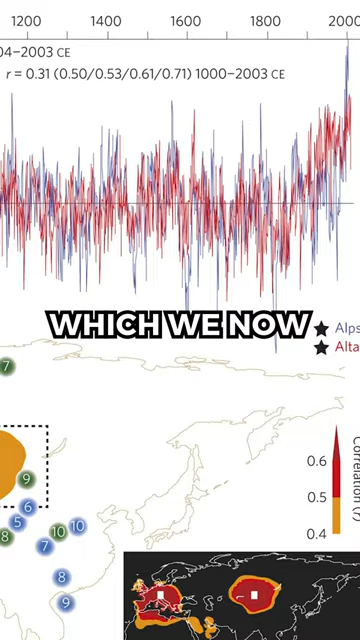 1200 1400 1600 1800 2000
04–2003 CE
r = 0.31 (0.50/0.53/0.61/0.71) 1000–2003 CE
WHICH WE NOW
Alps
Alta
7
9
6
5
8
10
10
7
8
9
Correlation (r)
0.6
0.5
0.4